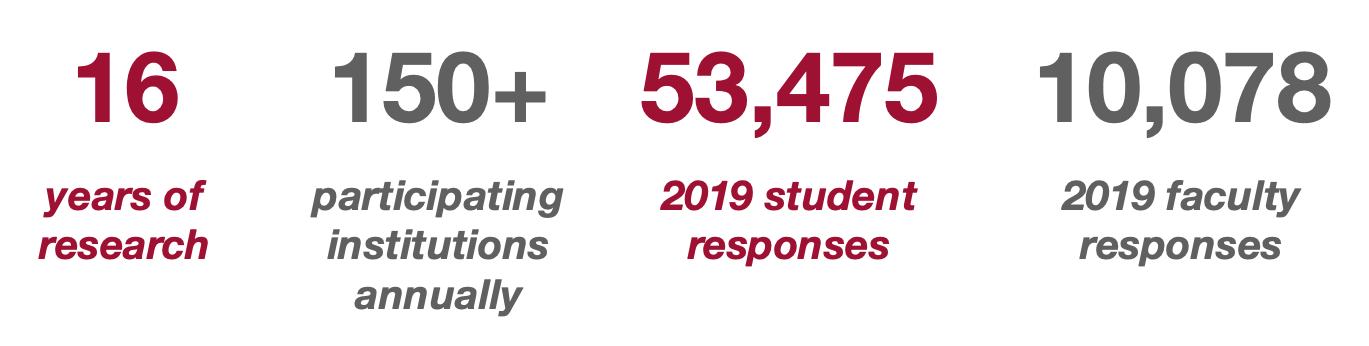 16
years of
research
150+
participating
institutions
annually
53,475
2019 student
responses
10,078
2019 faculty
responses